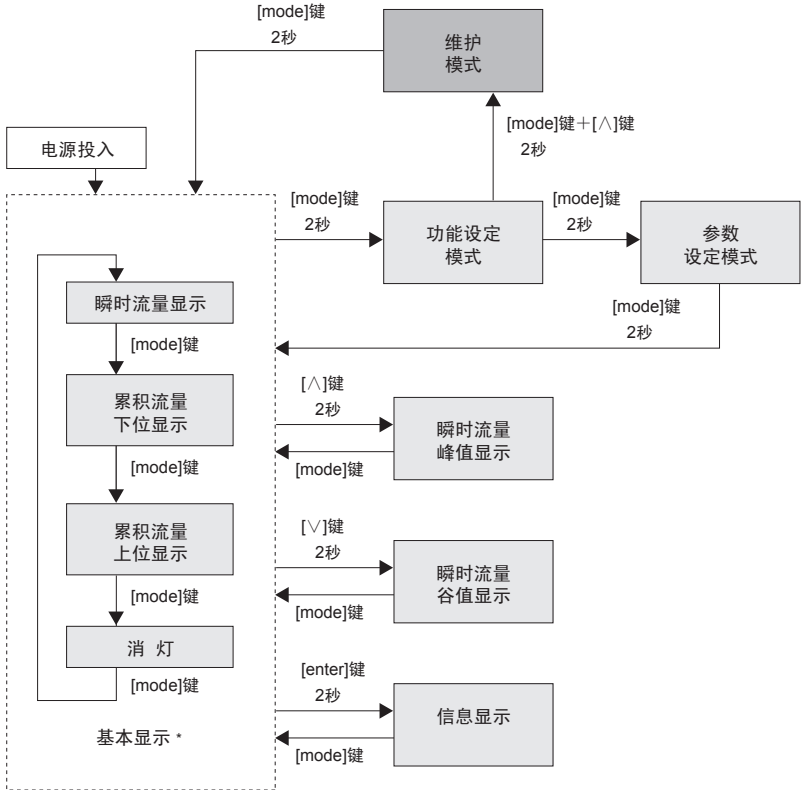 [mode]键
2秒
维护
模式
[mode]键＋[∧]键
2秒
电源投入
[mode]键
2秒
功能设定
模式
[mode]键
2秒
参数
设定模式
[mode]键
2秒
瞬时流量显示
[mode]键
累积流量
下位显示
[mode]键
累积流量
上位显示
[mode]键
消 灯
[mode]键
基本显示 *
[∧]键
2秒
[mode]键
瞬时流量
峰值显示
[∨]键
2秒
[mode]键
瞬时流量
谷值显示
[enter]键
2秒
[mode]键
信息显示